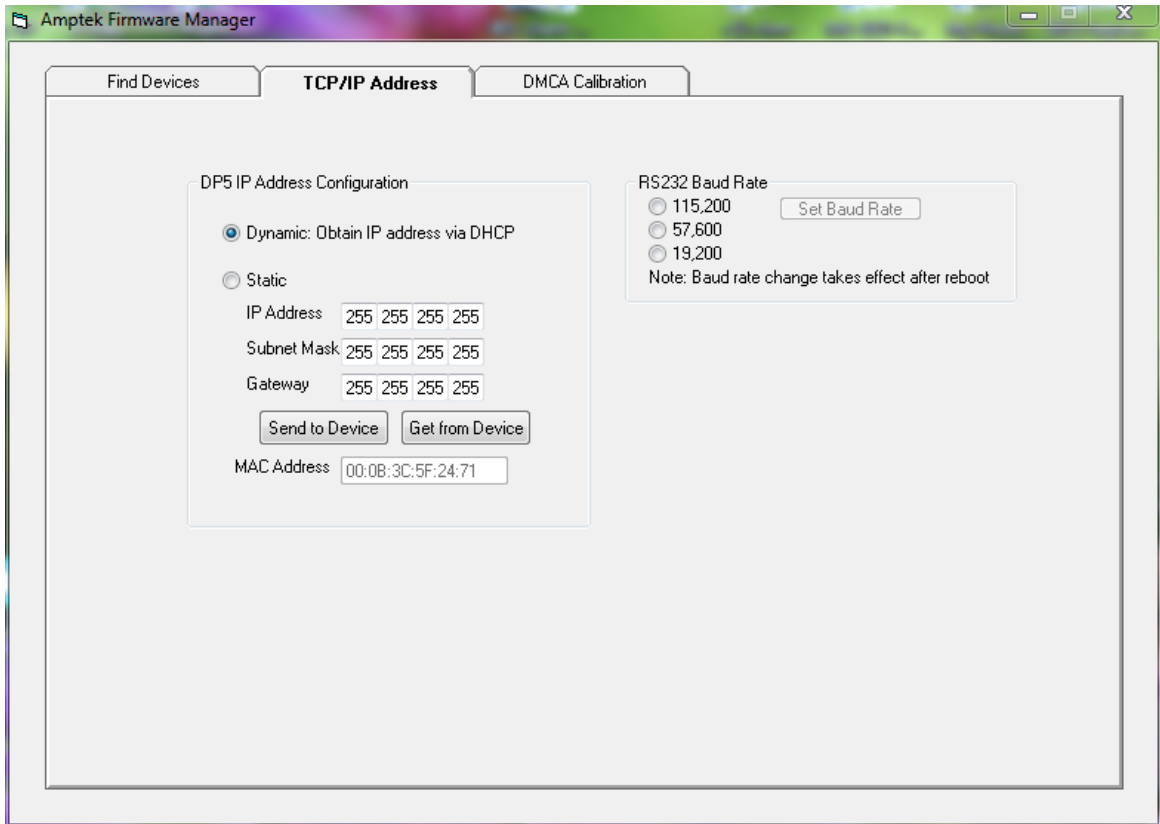 Amptek Firmware Manager
Find Devices TCP/IP Address DMCA Calibration
DP5 IP Address Configuration
Dynamic: Obtain IP address via DHCP
Static
IP Address 255 255 255 255
Subnet Mask 255 255 255 255
Gateway 255 255 255 255
Send to Device Get from Device
MAC Address 00:0B:3C:5F:24:71
RS232 Baud Rate
115,200 Set Baud Rate
57,600
19,200
Note: Baud rate change takes effect after reboot